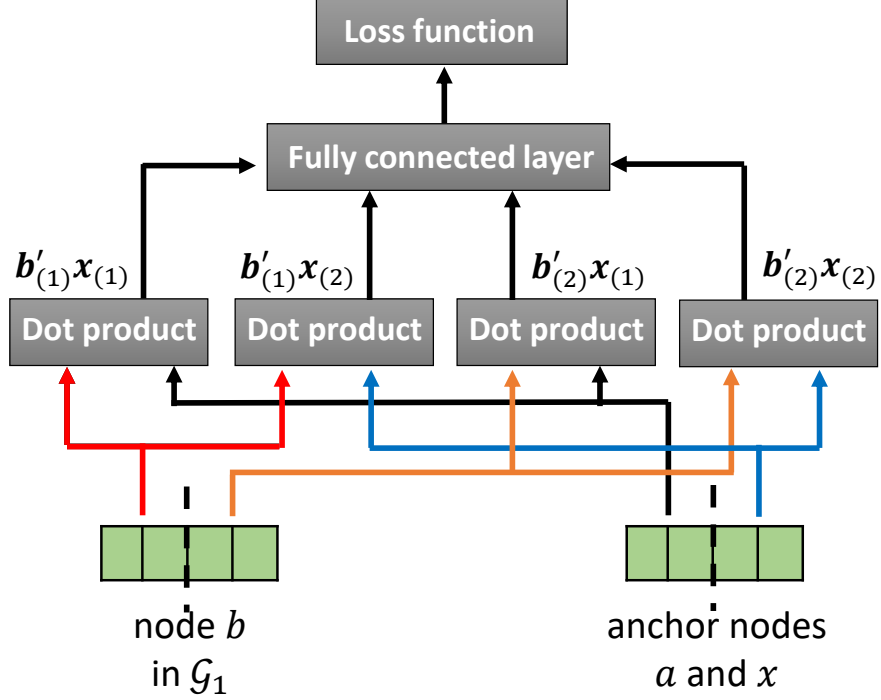 Loss function
Fully connected layer
𝒃′₍₁₎𝒙₍₁₎ 𝒃′₍₁₎𝒙₍₂₎ 𝒃′₍₂₎𝒙₍₁₎ 𝒃′₍₂₎𝒙₍₂₎
Dot product Dot product Dot product Dot product
node 𝑏 anchor nodes
in 𝒢₁ 𝑎 and 𝑥